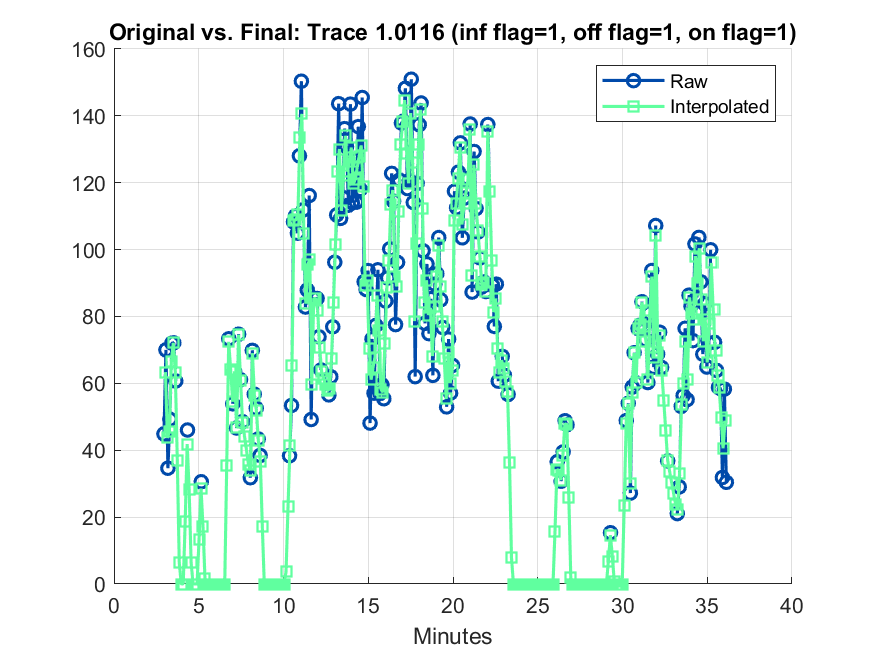 Original vs. Final: Trace 1.0116 (inf flag=1, off flag=1, on flag=1)
160
140
120
100
80
60
40
20
0
Raw
Interpolated
0 5 10 15 20 25 30 35 40
Minutes